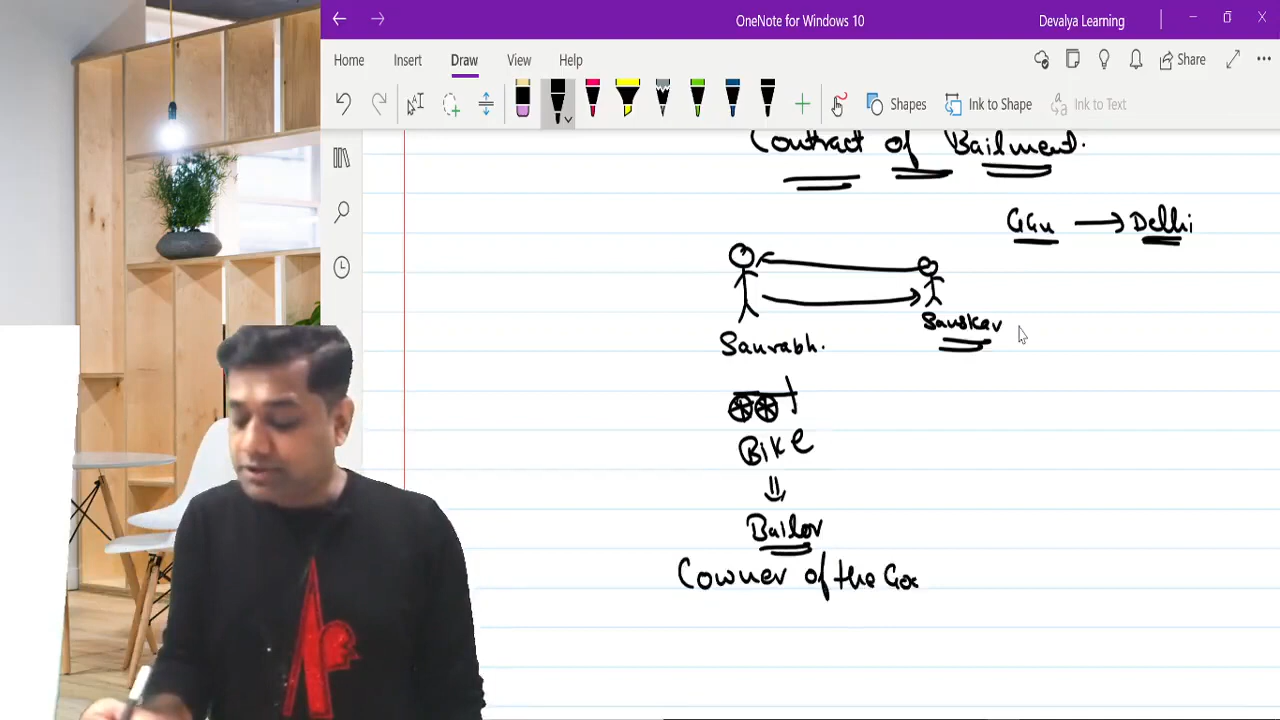 OneNote for Windows 10
Devalya Learning
Home Insert Draw View Help
Share
Shapes
Ink to Shape
Ink to Text
Contract of Bailment.
GGn → Delhi
Sanskar
Saurabh.
Bike
Bailor
(owner of the Goo